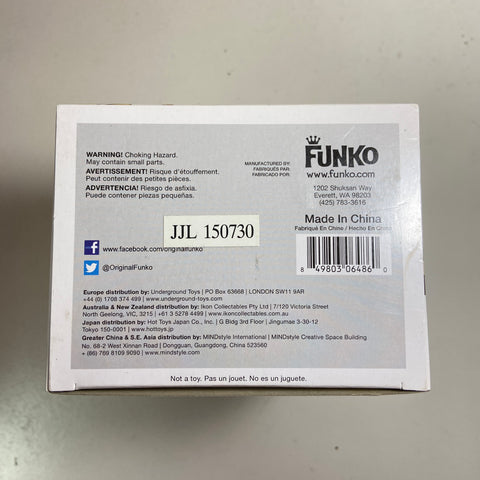 WARNING! Choking Hazard.
May contain small parts.
AVERTISSEMENT! Risque d'étouffement.
Peut contenir des petites pièces.
ADVERTENCIA! Riesgo de asfixia.
Puede contener piezas pequeñas.
MANUFACTURED BY:
FABRIQUÉS PAR:
FABRICADO POR:
FUNKO
www.funko.com
1202 Shuksan Way
Everett, WA 98203
(425) 783-3616
JJL 150730
Made In China
Fabriqué En Chine / Hecho En China
www.facebook.com/originalfunko
@OriginalFunko
8 49803 06486 0
Europe distribution by: Underground Toys | PO Box 63668 | LONDON SW11 9AR
+44 (0) 1708 374 499 | www.underground-toys.com
Australia & New Zealand distribution by: Ikon Collectables Pty Ltd | 7/120 Victoria Street
North Geelong, VIC, 3215 | +61 3 5278 4499 | www.ikoncollectables.com.au
Japan distribution by: Hot Toys Japan Co., Inc. | G Bldg 3rd Floor | Jingumae 3-30-12
Tokyo 150-0001 | www.hottoys.jp
Greater China & S.E. Asia distribution by: MINDstyle International | MINDstyle Creative Space Building
No. 68-2 West Xinnan Road | Dongguan, Guangdong, China 523560
+ (86) 769 8109 9090 | www.mindstyle.com
Not a toy. Pas un jouet. No es un juguete.